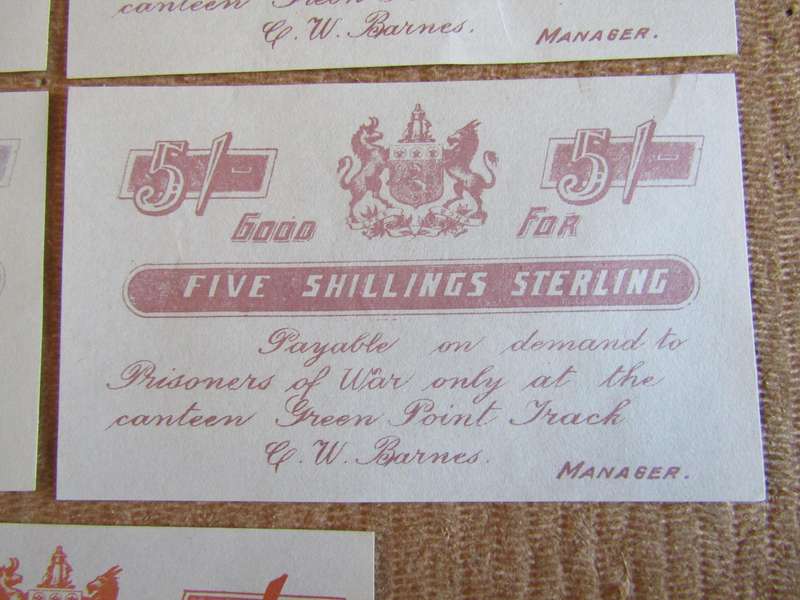 canteen Green Point Track
C. W. Barnes. MANAGER.
5/- 5/-
GOOD FOR
FIVE SHILLINGS STERLING
Payable on demand to
Prisoners of War only at the
canteen Green Point Track
C. W. Barnes.
MANAGER.